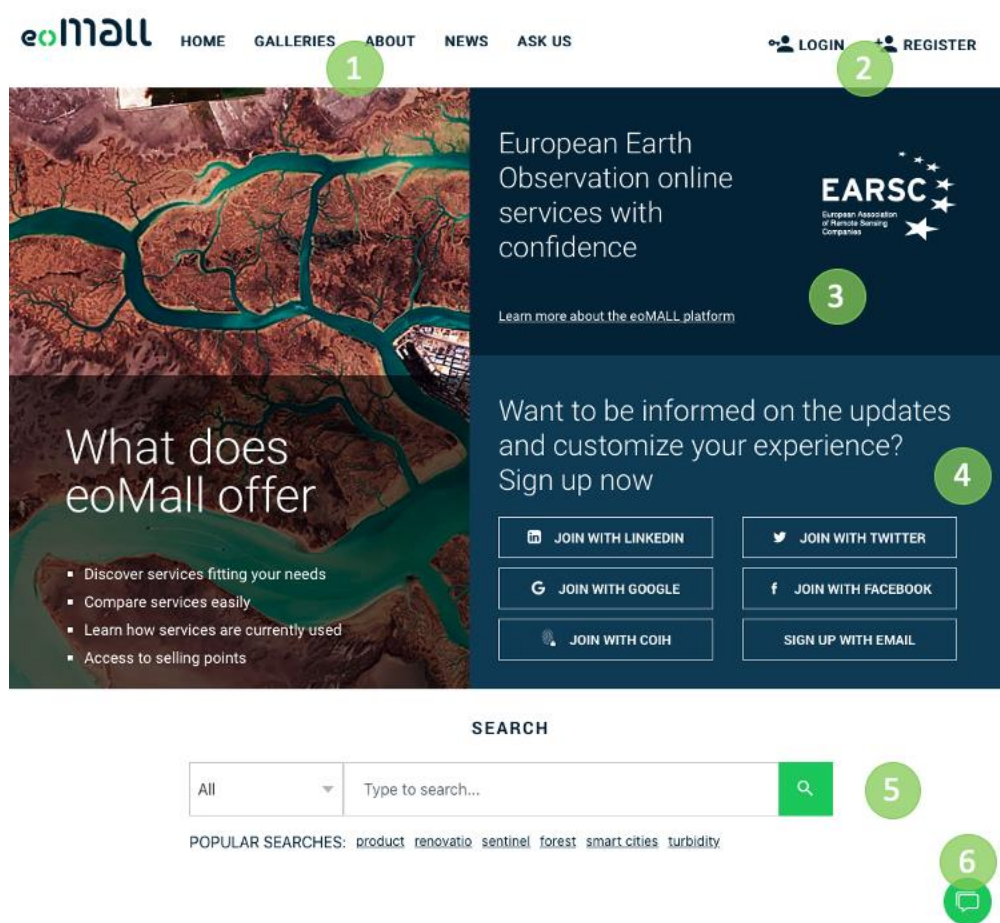 eoMall
HOME GALLERIES ABOUT NEWS ASK US
LOGIN REGISTER
1
2
European Earth
Observation online
services with
confidence
EARSC
European Association
of Remote Sensing
Companies
3
Learn more about the eoMALL platform
What does
eoMall offer
Discover services fitting your needs
Compare services easily
Learn how services are currently used
Access to selling points
Want to be informed on the updates
and customize your experience?
Sign up now
4
JOIN WITH LINKEDIN JOIN WITH TWITTER
JOIN WITH GOOGLE JOIN WITH FACEBOOK
JOIN WITH COIH SIGN UP WITH EMAIL
SEARCH
All Type to search...
5
POPULAR SEARCHES: product renovatio sentinel forest smart cities turbidity
6